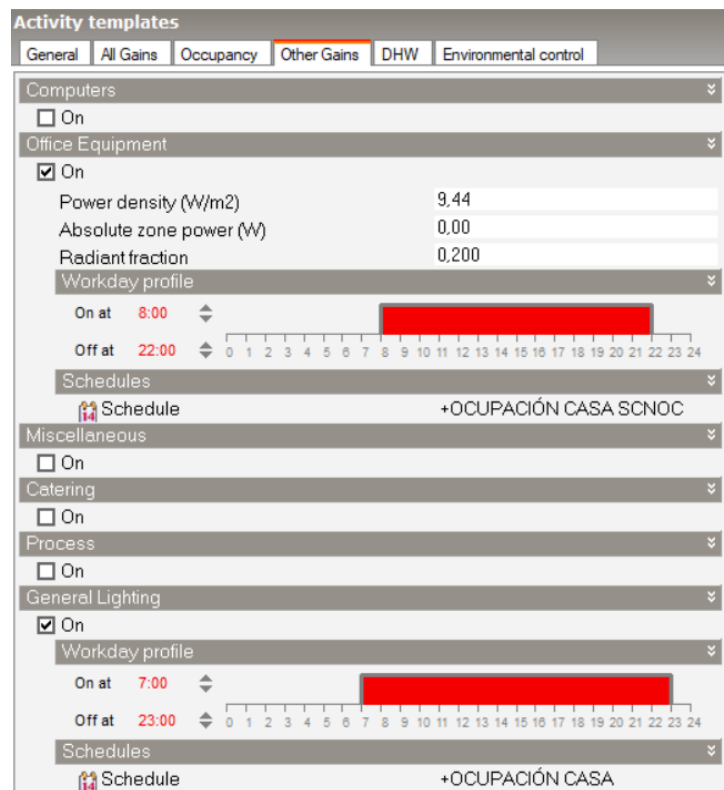 Activity templates
General All Gains Occupancy Other Gains DHW Environmental control
Computers
On
Office Equipment
On
Power density (W/m2) 9,44
Absolute zone power (W) 0,00
Radiant fraction 0,200
Workday profile
On at 8:00
Off at 22:00 0 1 2 3 4 5 6 7 8 9 10 11 12 13 14 15 16 17 18 19 20 21 22 23 24
Schedules
14 Schedule +OCUPACIÓN CASA SCNOC
Miscellaneous
On
Catering
On
Process
On
General Lighting
On
Workday profile
On at 7:00
Off at 23:00 0 1 2 3 4 5 6 7 8 9 10 11 12 13 14 15 16 17 18 19 20 21 22 23 24
Schedules
14 Schedule +OCUPACIÓN CASA